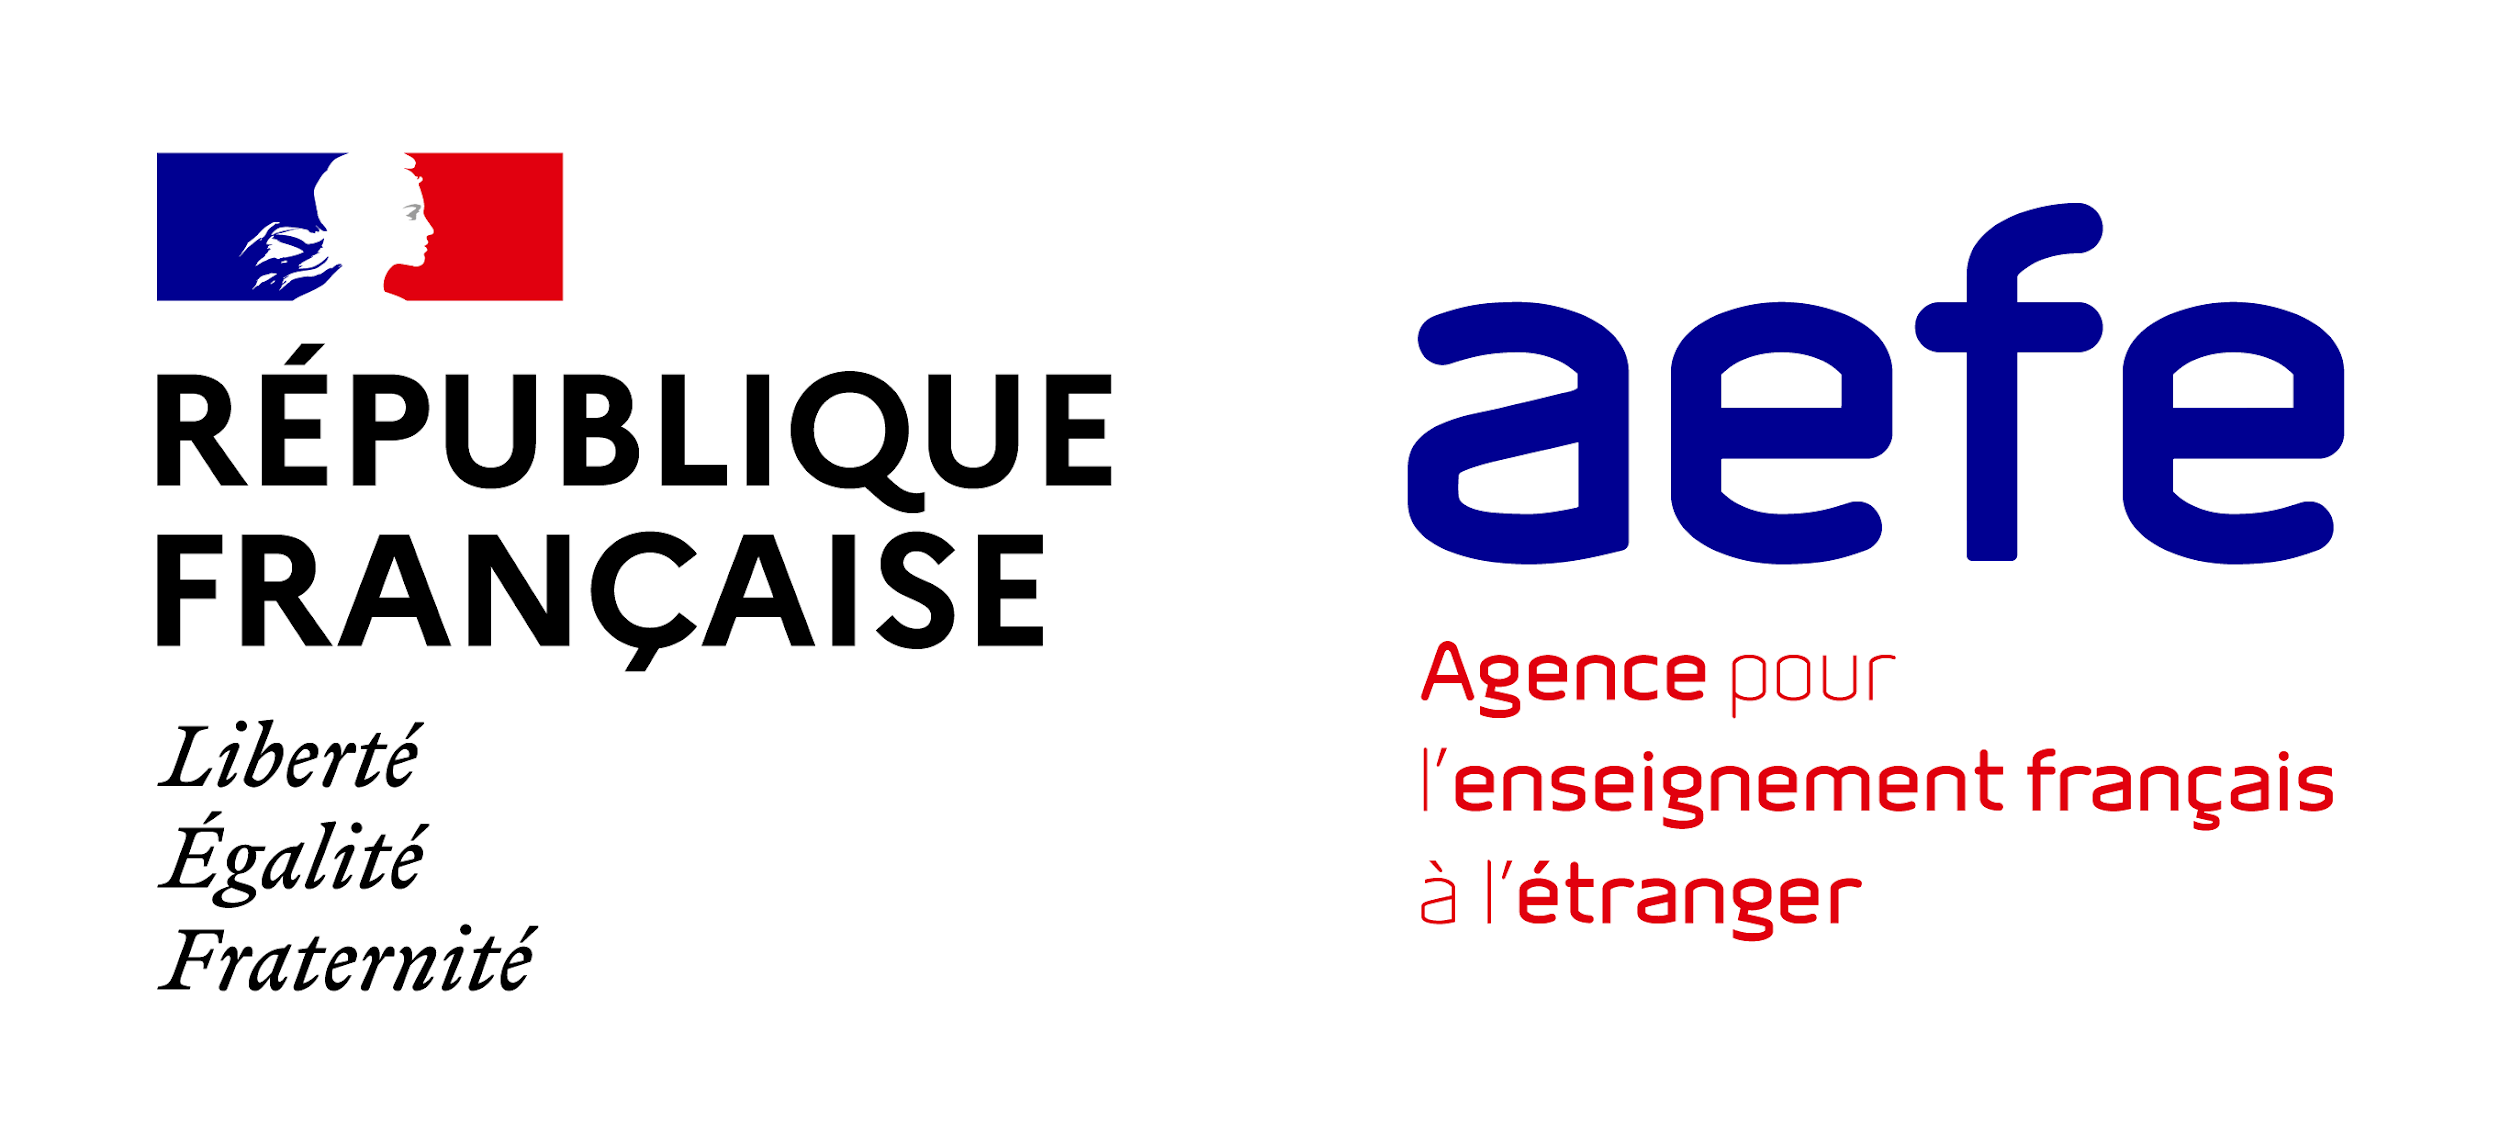 RÉPUBLIQUE
FRANÇAISE
Liberté
Égalité
Fraternité
aefe
Agence pour
l'enseignement français
à l'étranger